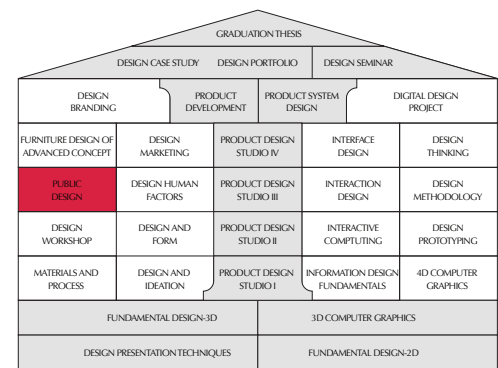 GRADUATION THESIS
DESIGN CASE STUDY DESIGN PORTFOLIO DESIGN SEMINAR
DESIGN
BRANDING
PRODUCT
DEVELOPMENT
PRODUCT SYSTEM
DESIGN
DIGITAL DESIGN
PROJECT
FURNITURE DESIGN OF
ADVANCED CONCEPT
DESIGN
MARKETING
PRODUCT DESIGN
STUDIO IV
INTERFACE
DESIGN
DESIGN
THINKING
PUBLIC
DESIGN
DESIGN HUMAN
FACTORS
PRODUCT DESIGN
STUDIO III
INTERACTION
DESIGN
DESIGN
METHODOLOGY
DESIGN
WORKSHOP
DESIGN AND
FORM
PRODUCT DESIGN
STUDIO II
INTERACTIVE
COMPTUTING
DESIGN
PROTOTYPING
MATERIALS AND
PROCESS
DESIGN AND
IDEATION
PRODUCT DESIGN
STUDIO I
INFORMATION DESIGN
FUNDAMENTALS
4D COMPUTER
GRAPHICS
FUNDAMENTAL DESIGN-3D
3D COMPUTER GRAPHICS
DESIGN PRESENTATION TECHNIQUES
FUNDAMENTAL DESIGN-2D